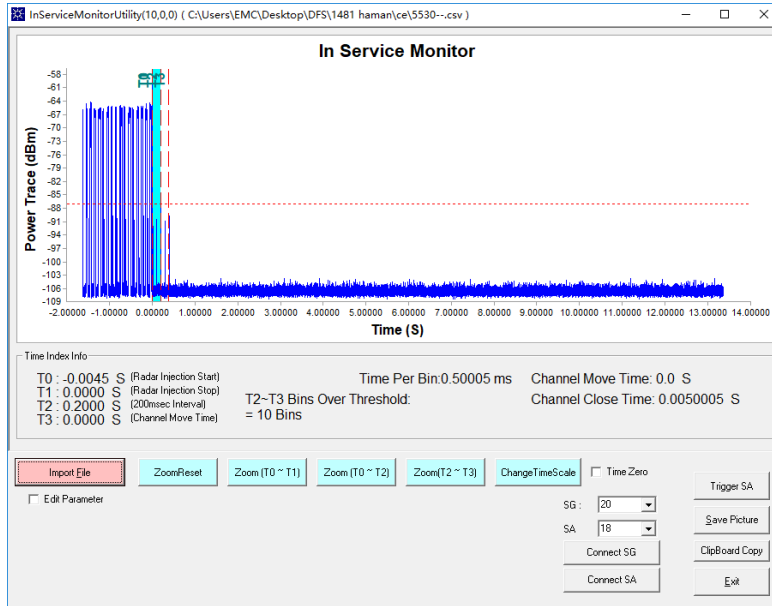 InServiceMonitorUtility(10,0,0) ( C:\Users\EMC\Desktop\DFS\1481 haman\ce\5530--.csv )
In Service Monitor
Power Trace (dBm)
-58
-61
-64
-67
-70
-73
-76
-79
-82
-85
-88
-91
-94
-97
-100
-103
-106
-109
-2.00000 -1.00000 0.00000 1.00000 2.00000 3.00000 4.00000 5.00000 6.00000 7.00000 8.00000 9.00000 10.00000 11.00000 12.00000 13.00000 14.00000
Time (S)
Time Index Info
T0 : -0.0045 S (Radar Injection Start)
T1 : 0.0000 S (Radar Injection Stop)
T2 : 0.2000 S (200msec Interval)
T3 : 0.0000 S (Channel Move Time)
Time Per Bin:0.50005 ms
T2~T3 Bins Over Threshold:
= 10 Bins
Channel Move Time: 0.0 S
Channel Close Time: 0.0050005 S
Import File
ZoomReset
Zoom (T0 ~ T1)
Zoom (T0 ~ T2)
Zoom(T2 ~ T3)
ChangeTimeScale
Time Zero
Edit Parameter
SG : 20
SA 18
Connect SG
Connect SA
Trigger SA
Save Picture
ClipBoard Copy
Exit